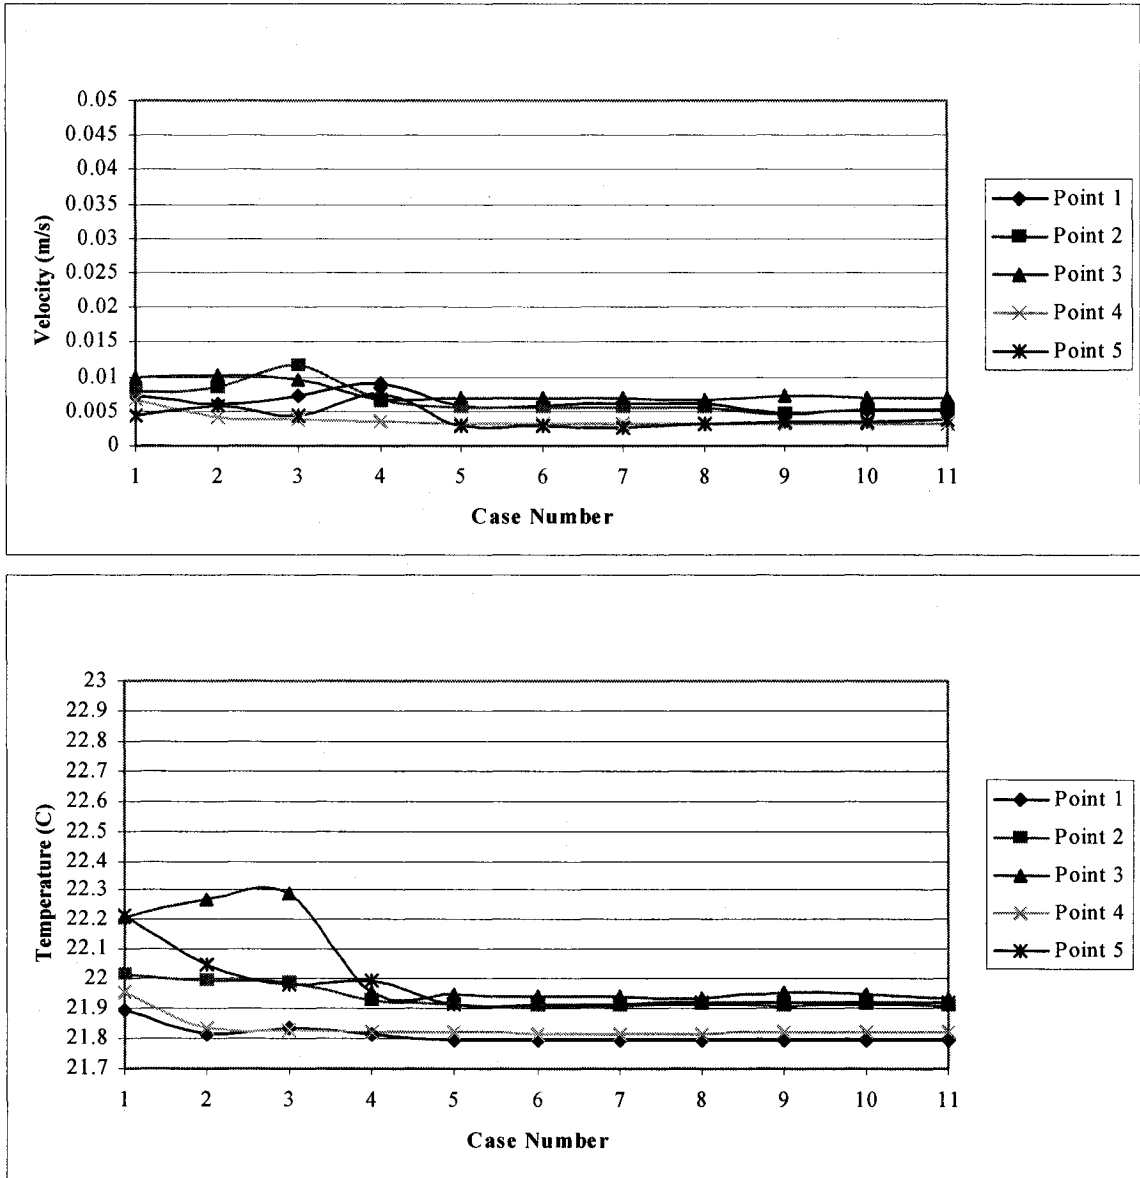 0.05
0.045
0.04
0.035
0.03
0.025
0.02
0.015
0.01
0.005
0
Velocity (m/s)
1 2 3 4 5 6 7 8 9 10 11
Case Number
Point 1
Point 2
Point 3
Point 4
Point 5
23
22.9
22.8
22.7
22.6
22.5
22.4
22.3
22.2
22.1
22
21.9
21.8
21.7
Temperature (C)
1 2 3 4 5 6 7 8 9 10 11
Case Number
Point 1
Point 2
Point 3
Point 4
Point 5